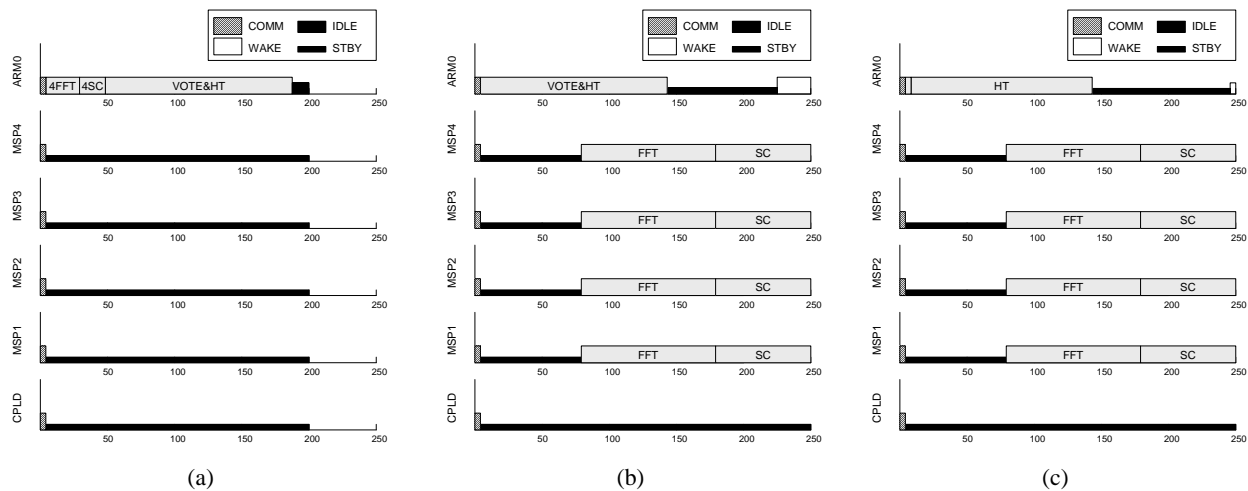 COMM IDLE
WAKE STBY
ARM0
4FFT 4SC VOTE&HT
50 100 150 200 250
MSP4
50 100 150 200 250
MSP3
50 100 150 200 250
MSP2
50 100 150 200 250
MSP1
50 100 150 200 250
CPLD
50 100 150 200 250
(a)
COMM IDLE
WAKE STBY
ARM0
VOTE&HT
50 100 150 200 250
MSP4
FFT SC
50 100 150 200 250
MSP3
FFT SC
50 100 150 200 250
MSP2
FFT SC
50 100 150 200 250
MSP1
FFT SC
50 100 150 200 250
CPLD
50 100 150 200 250
(b)
COMM IDLE
WAKE STBY
ARM0
HT
50 100 150 200 250
MSP4
FFT SC
50 100 150 200 250
MSP3
FFT SC
50 100 150 200 250
MSP2
FFT SC
50 100 150 200 250
MSP1
FFT SC
50 100 150 200 250
CPLD
50 100 150 200 250
(c)